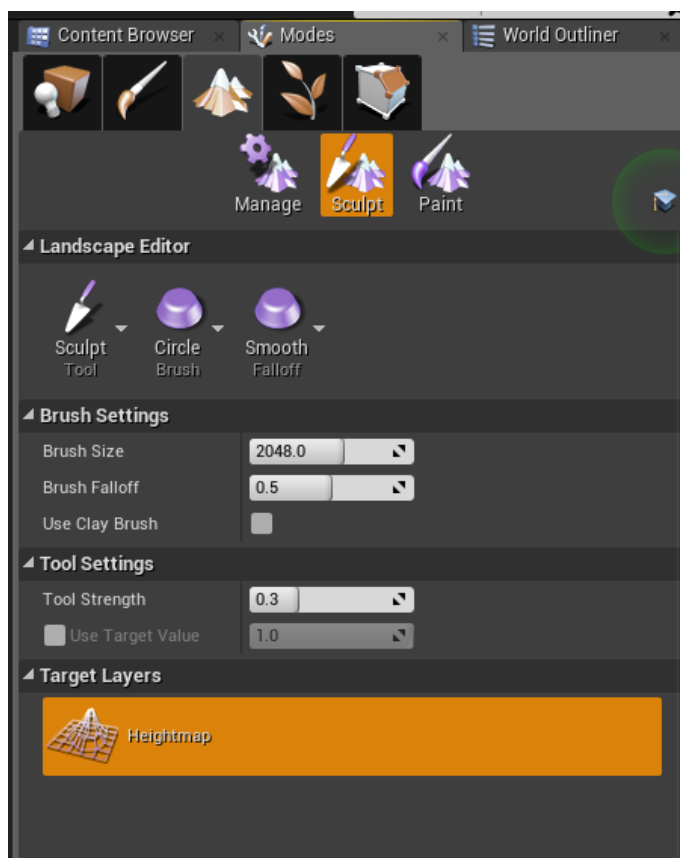 Content Browser × Modes × World Outliner ×
Manage Sculpt Paint
Landscape Editor
Sculpt Circle Smooth
Tool Brush Falloff
Brush Settings
Brush Size 2048.0
Brush Falloff 0.5
Use Clay Brush
Tool Settings
Tool Strength 0.3
Use Target Value 1.0
Target Layers
Heightmap